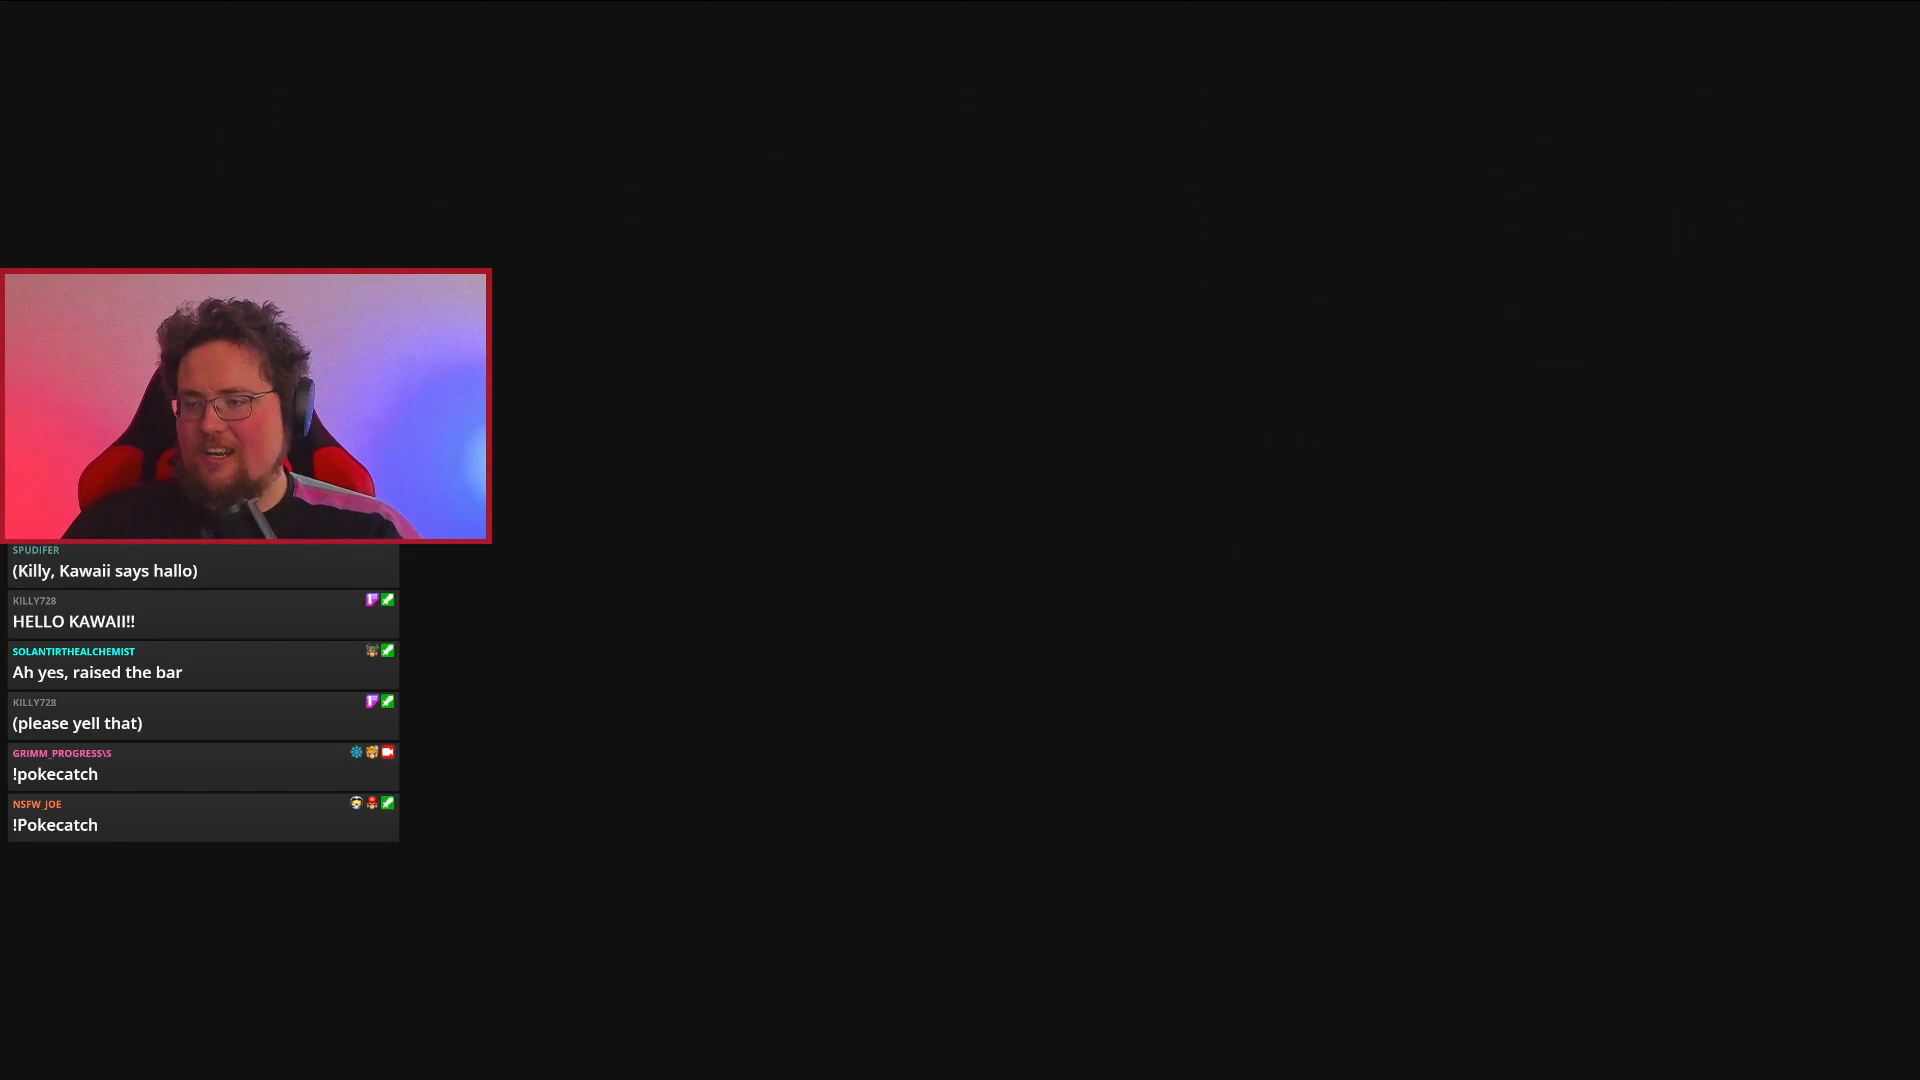 SPUDIFER
(Killy, Kawaii says hallo)
KILLY728
HELLO KAWAII!!
SOLANTIRTHEALCHEMIST
Ah yes, raised the bar
KILLY728
(please yell that)
GRIMM_PROGRESS\S
!pokecatch
NSFW_JOE
!Pokecatch